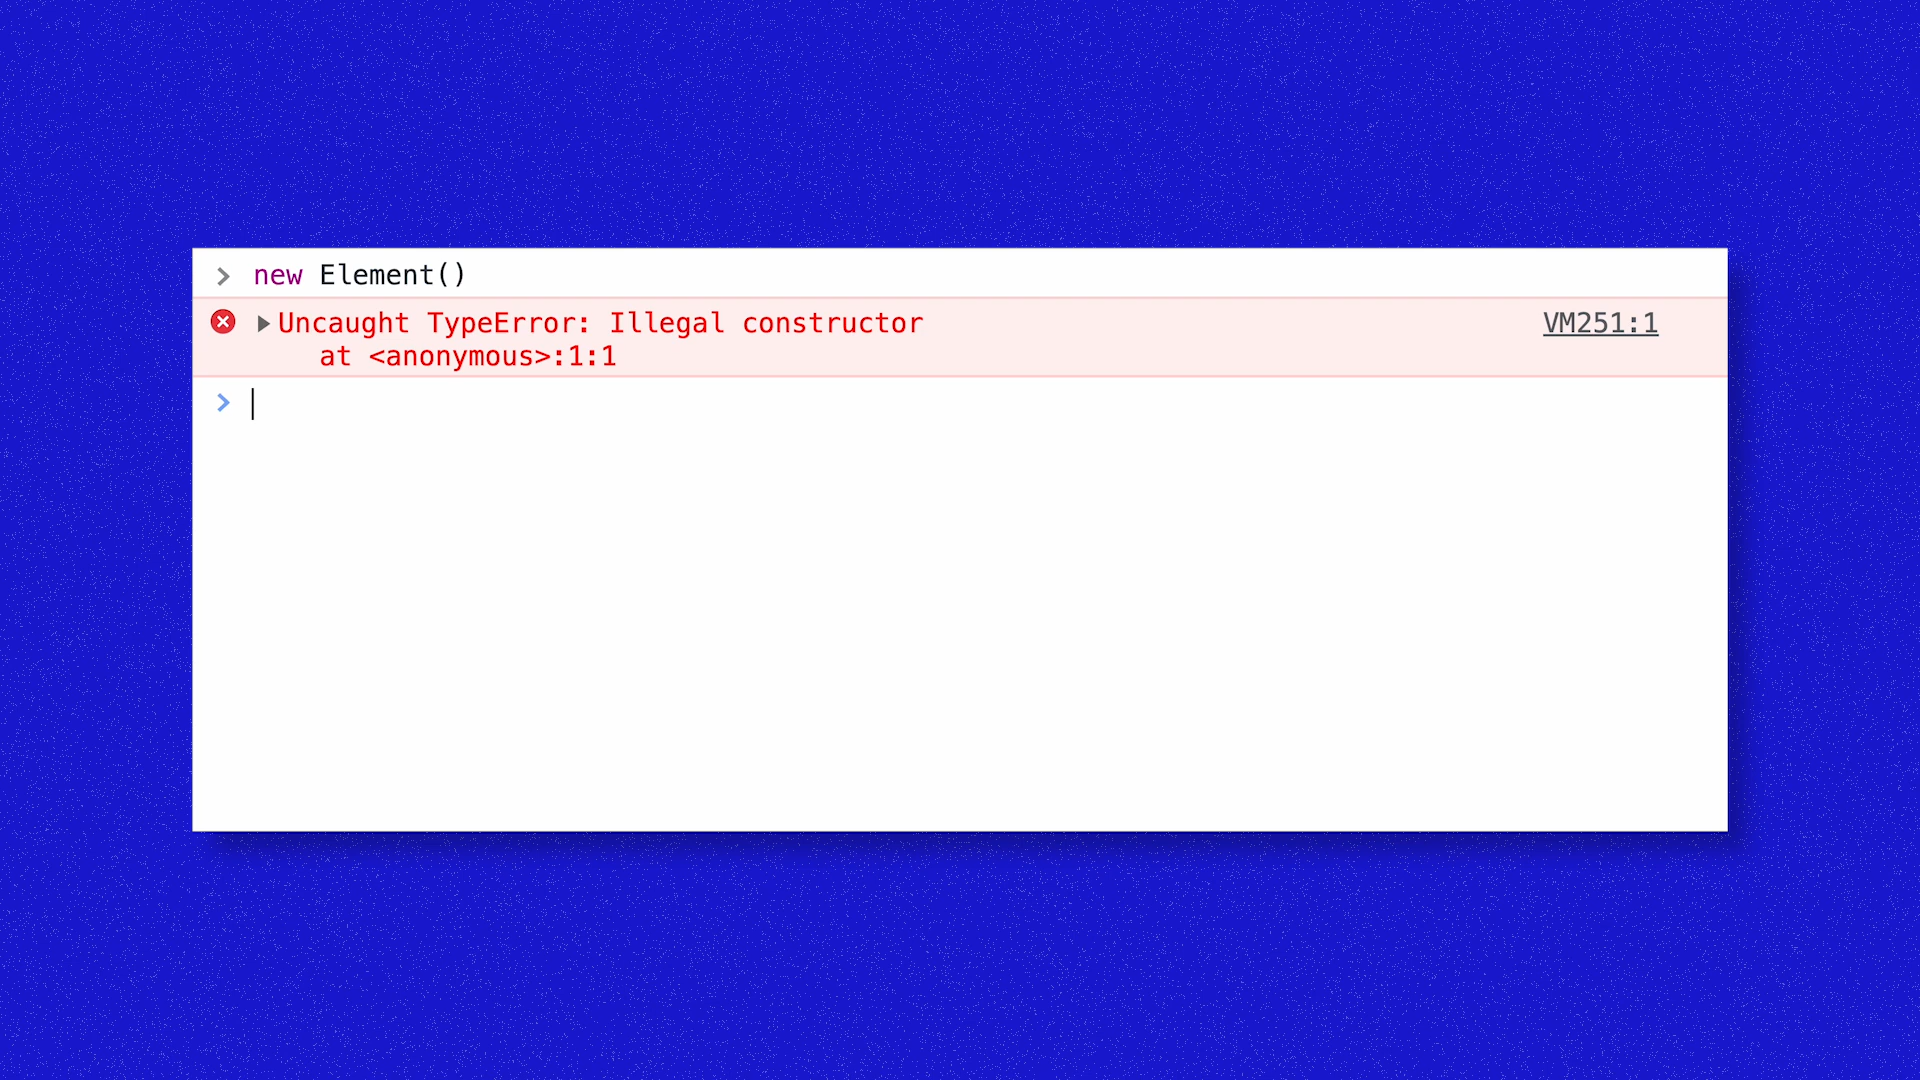 > new Element()
Uncaught TypeError: Illegal constructor VM251:1
at <anonymous>:1:1
>